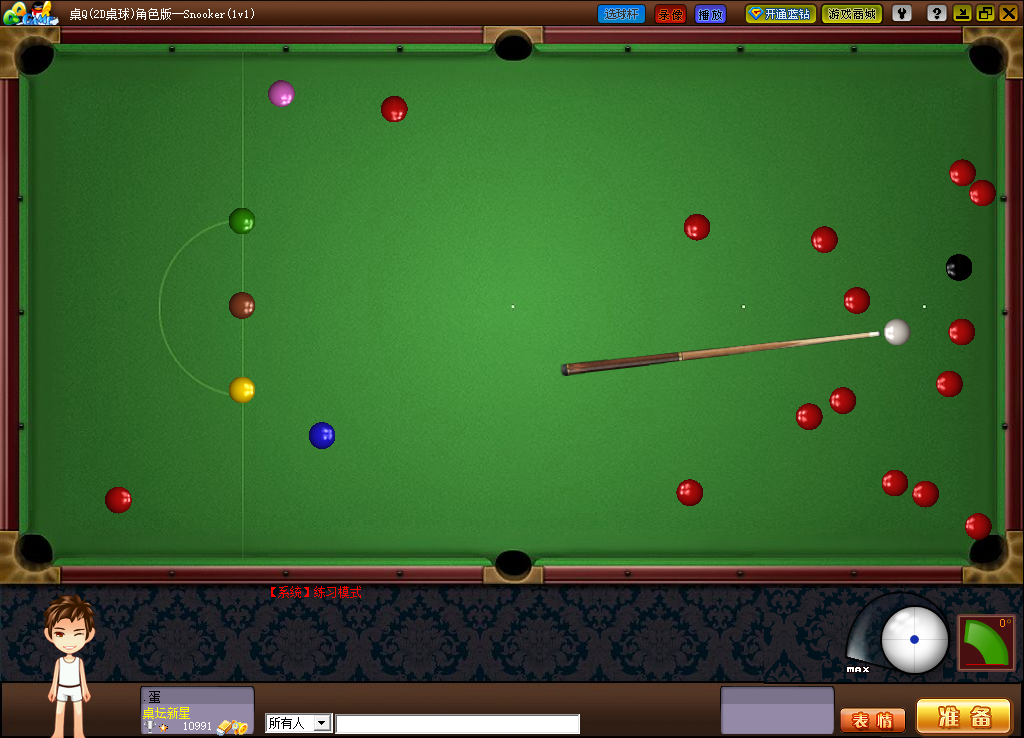 桌Q(2D桌球)角色版—Snooker(1v1)
选球杆 录像 播放 开通蓝钻 游戏商城 ?
【系统】练习模式
0°
MAX
蛋
桌坛新星
10991
所有人
表情
准备